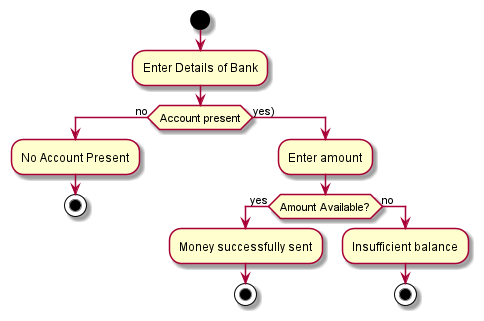 Enter Details of Bank
no
Account present
yes)
No Account Present
Enter amount
yes
Amount Available?
no
Money successfully sent
Insufficient balance